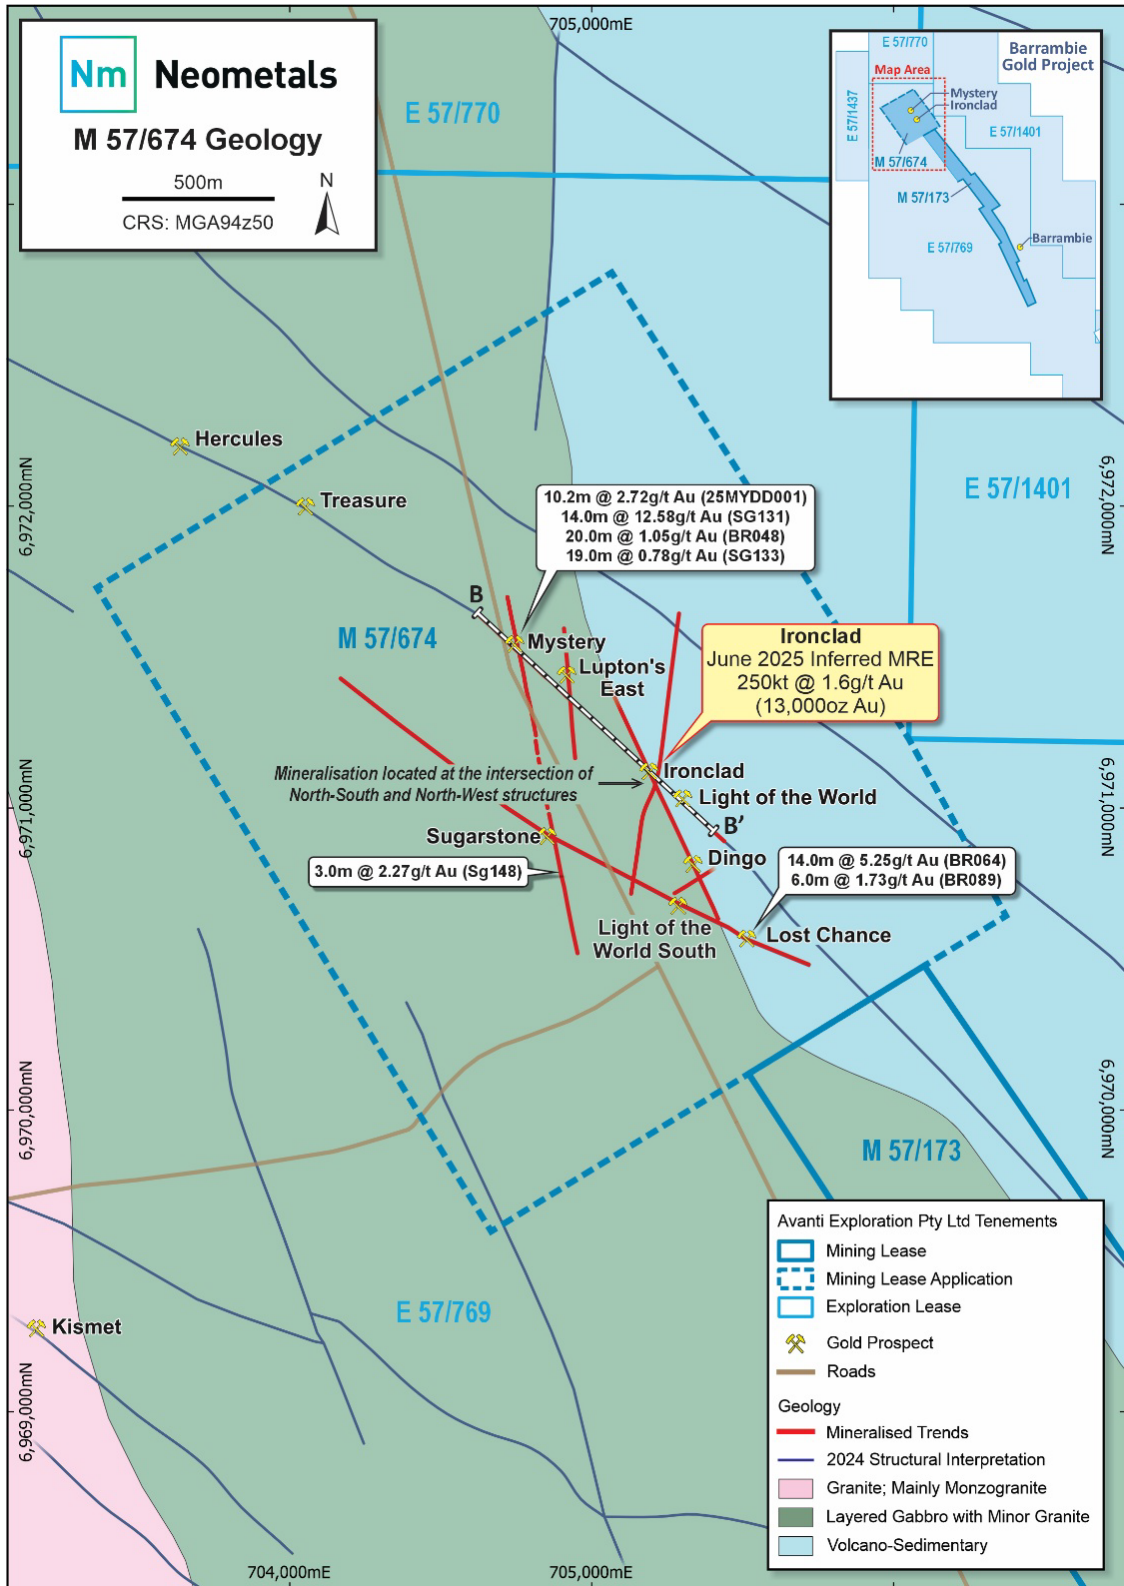 705,000mE
Nm Neometals
M 57/674 Geology
500m
N
CRS: MGA94z50
E 57/770
E 57/770
Barrambie
Gold Project
Map Area
E 57/1437
Mystery
Ironclad
E 57/1401
M 57/674
M 57/173
E 57/769
Barrambie
Hercules
6,972,000mN
6,972,000mN
Treasure
10.2m @ 2.72g/t Au (25MYDD001)
14.0m @ 12.58g/t Au (SG131)
20.0m @ 1.05g/t Au (BR048)
19.0m @ 0.78g/t Au (SG133)
E 57/1401
B
M 57/674
Mystery
Lupton's
East
Ironclad
June 2025 Inferred MRE
250kt @ 1.6g/t Au
(13,000oz Au)
Mineralisation located at the intersection of
North-South and North-West structures
Ironclad
Light of the World
B'
6,971,000mN
6,971,000mN
Sugarstone
3.0m @ 2.27g/t Au (Sg148)
Dingo
14.0m @ 5.25g/t Au (BR064)
6.0m @ 1.73g/t Au (BR089)
Light of the
World South
Lost Chance
6,970,000mN
6,970,000mN
M 57/173
E 57/769
Kismet
6,969,000mN
Avanti Exploration Pty Ltd Tenements
Mining Lease
Mining Lease Application
Exploration Lease
Gold Prospect
Roads
Geology
Mineralised Trends
2024 Structural Interpretation
Granite; Mainly Monzogranite
Layered Gabbro with Minor Granite
Volcano-Sedimentary
704,000mE
705,000mE